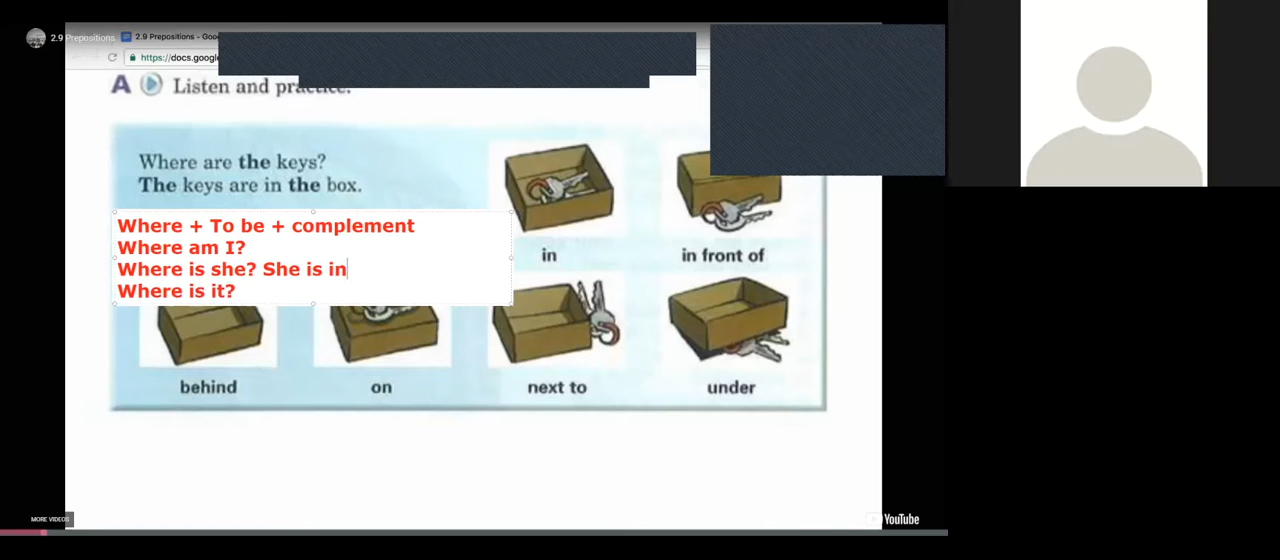 2.9 Prepositions
2.9 Prepositions - Goo
https://docs.google
A Listen and practice.
Where are the keys?
The keys are in the box.
Where + To be + complement
Where am I?
Where is she? She is in
Where is it?
in
in front of
behind
on
next to
under
MORE VIDEOS
YouTube